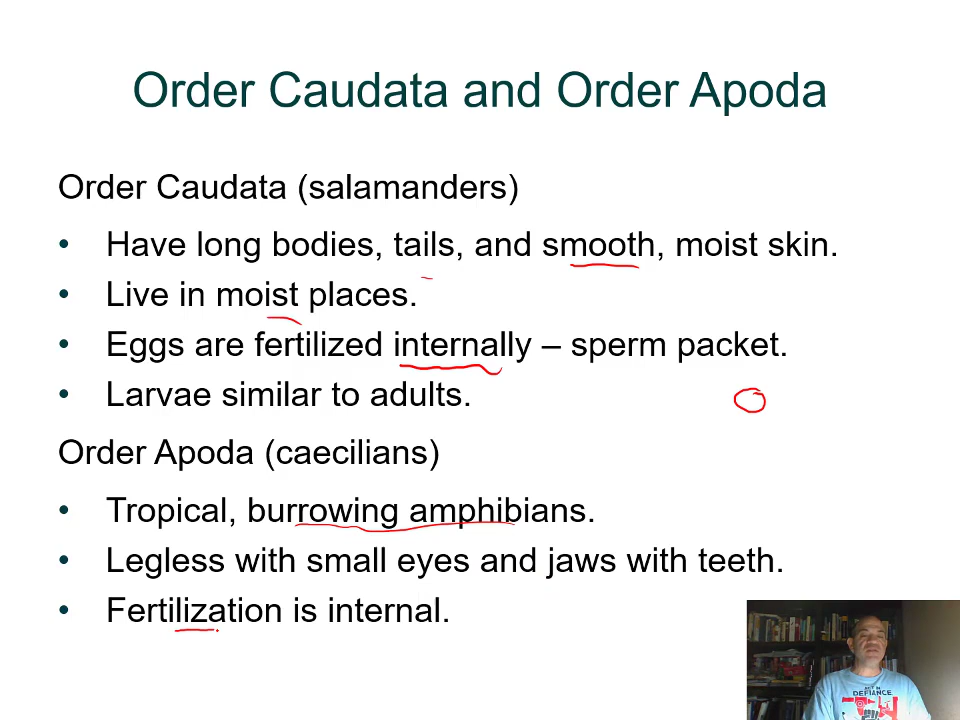 Order Caudata and Order Apoda
Order Caudata (salamanders)
• Have long bodies, tails, and smooth, moist skin.
• Live in moist places.
• Eggs are fertilized internally – sperm packet.
• Larvae similar to adults.
Order Apoda (caecilians)
• Tropical, burrowing amphibians.
• Legless with small eyes and jaws with teeth.
• Fertilization is internal.
DEFIANCE